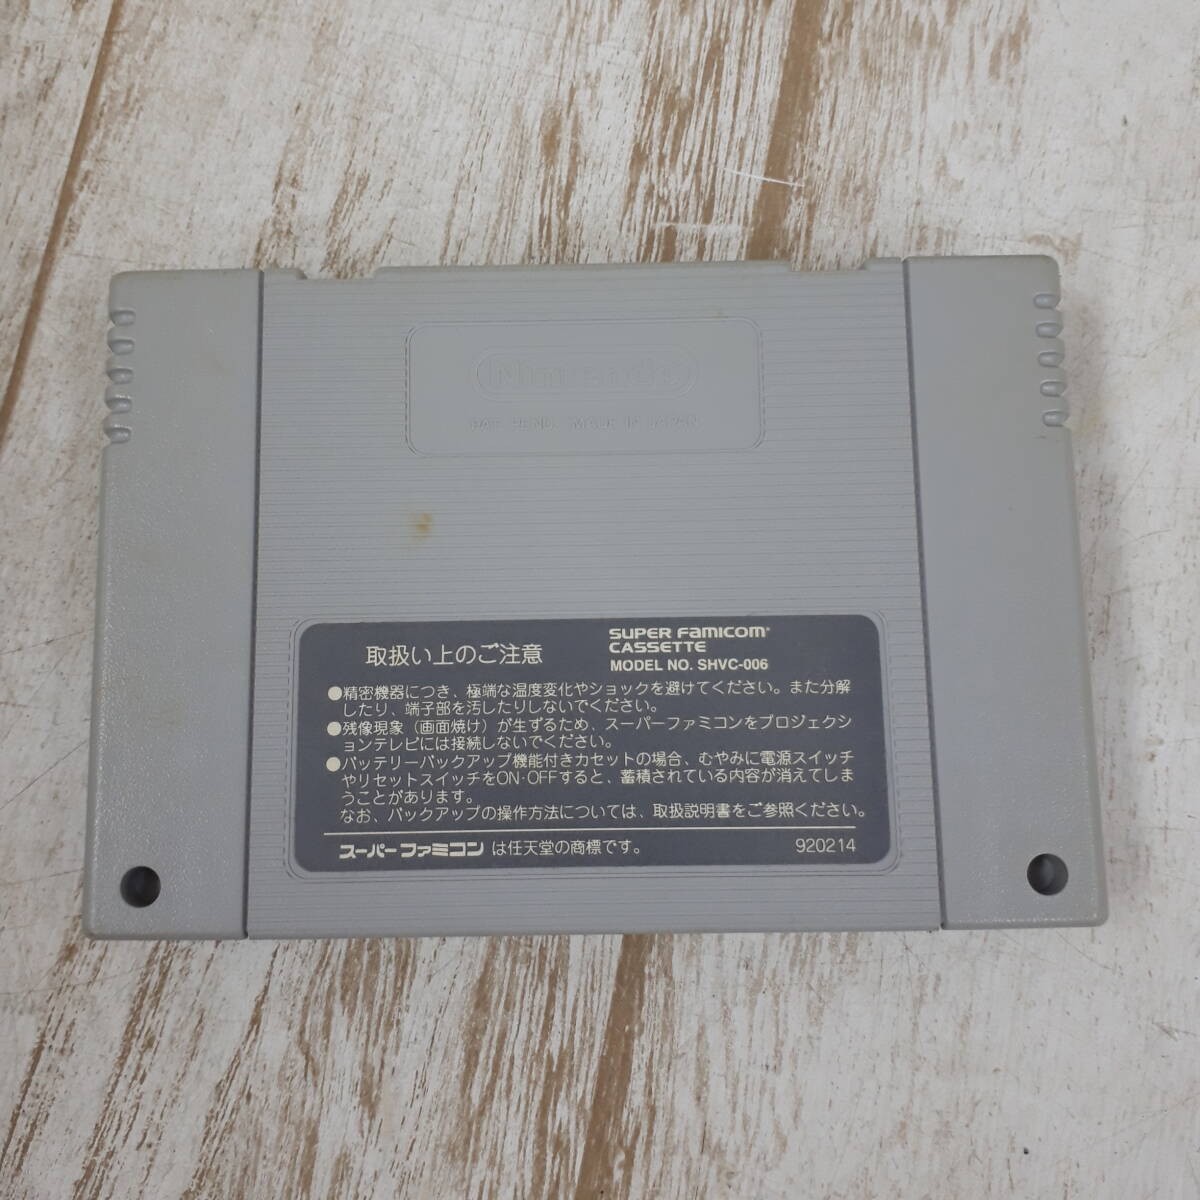 Nintendo
PAT. PEND. MADE IN JAPAN
取扱い上のご注意
SUPER FAMICOM
CASSETTE
MODEL NO. SHVC-006
●精密機器につき、極端な温度変化やショックを避けてください。また分解
したり、端子部を汚したりしないでください。
●残像現象(画面焼け)が生ずるため、スーパーファミコンをプロジェクシ
ョンテレビには接続しないでください。
●バッテリーバックアップ機能付きカセットの場合、むやみに電源スイッチ
やリセットスイッチをON・OFFすると、蓄積されている内容が消えてしま
うことがあります。
なお、バックアップの操作方法については、取扱説明書をご参照ください。
スーパーファミコンは任天堂の商標です。 920214